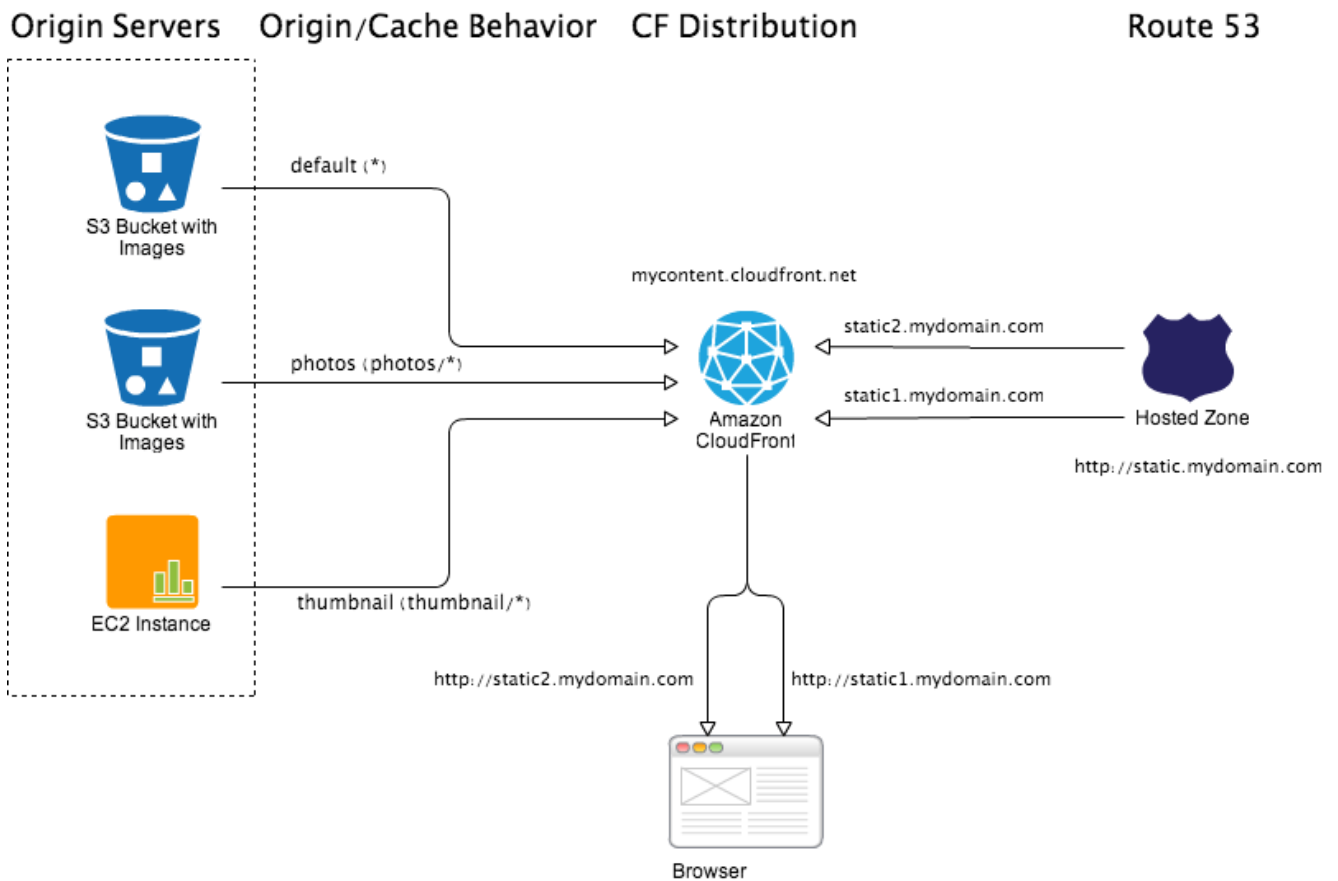 Origin Servers
Origin/Cache Behavior
CF Distribution
Route 53
S3 Bucket with
Images
default (*)
S3 Bucket with
Images
photos (photos/*)
EC2 Instance
thumbnail (thumbnail/*)
mycontent.cloudfront.net
Amazon
CloudFront
static2.mydomain.com
static1.mydomain.com
Hosted Zone
http://static.mydomain.com
http://static2.mydomain.com
http://static1.mydomain.com
Browser